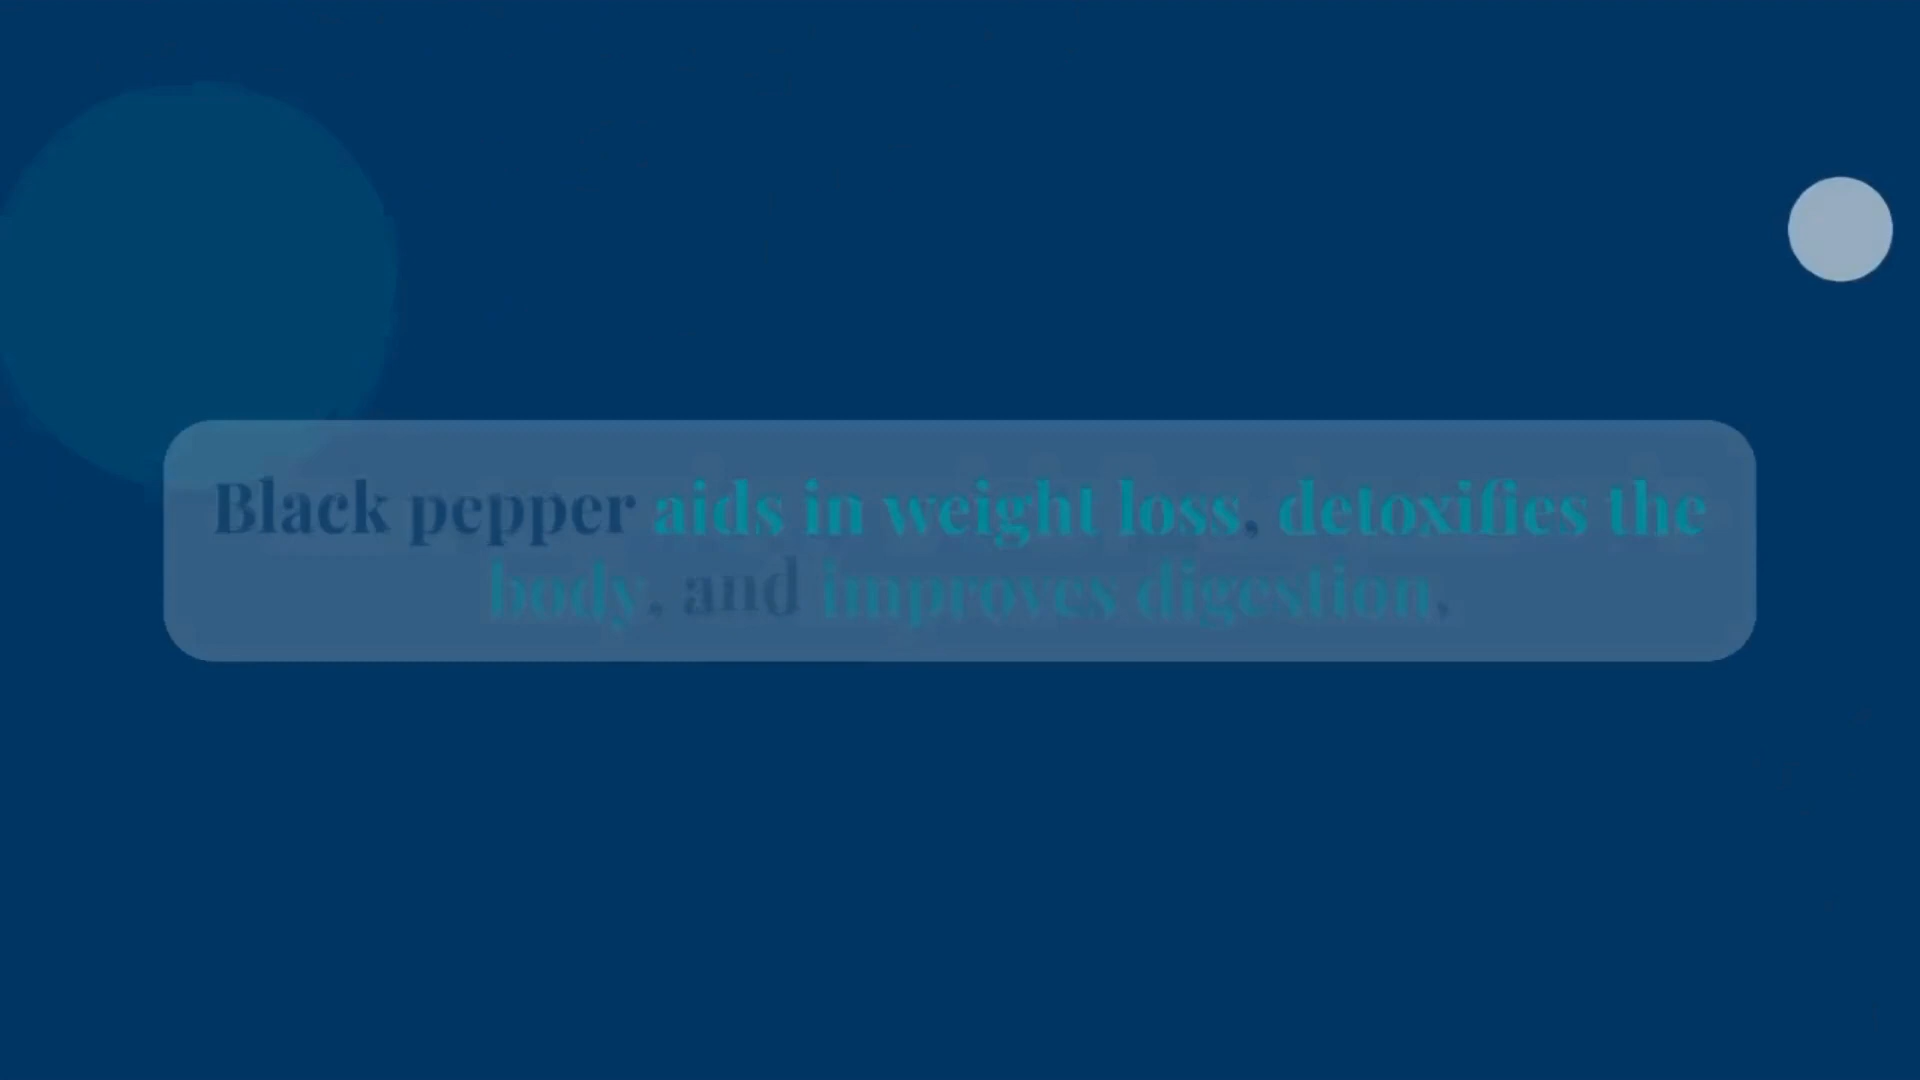 Black pepper aids in weight loss, detoxifies the
body, and improves digestion.